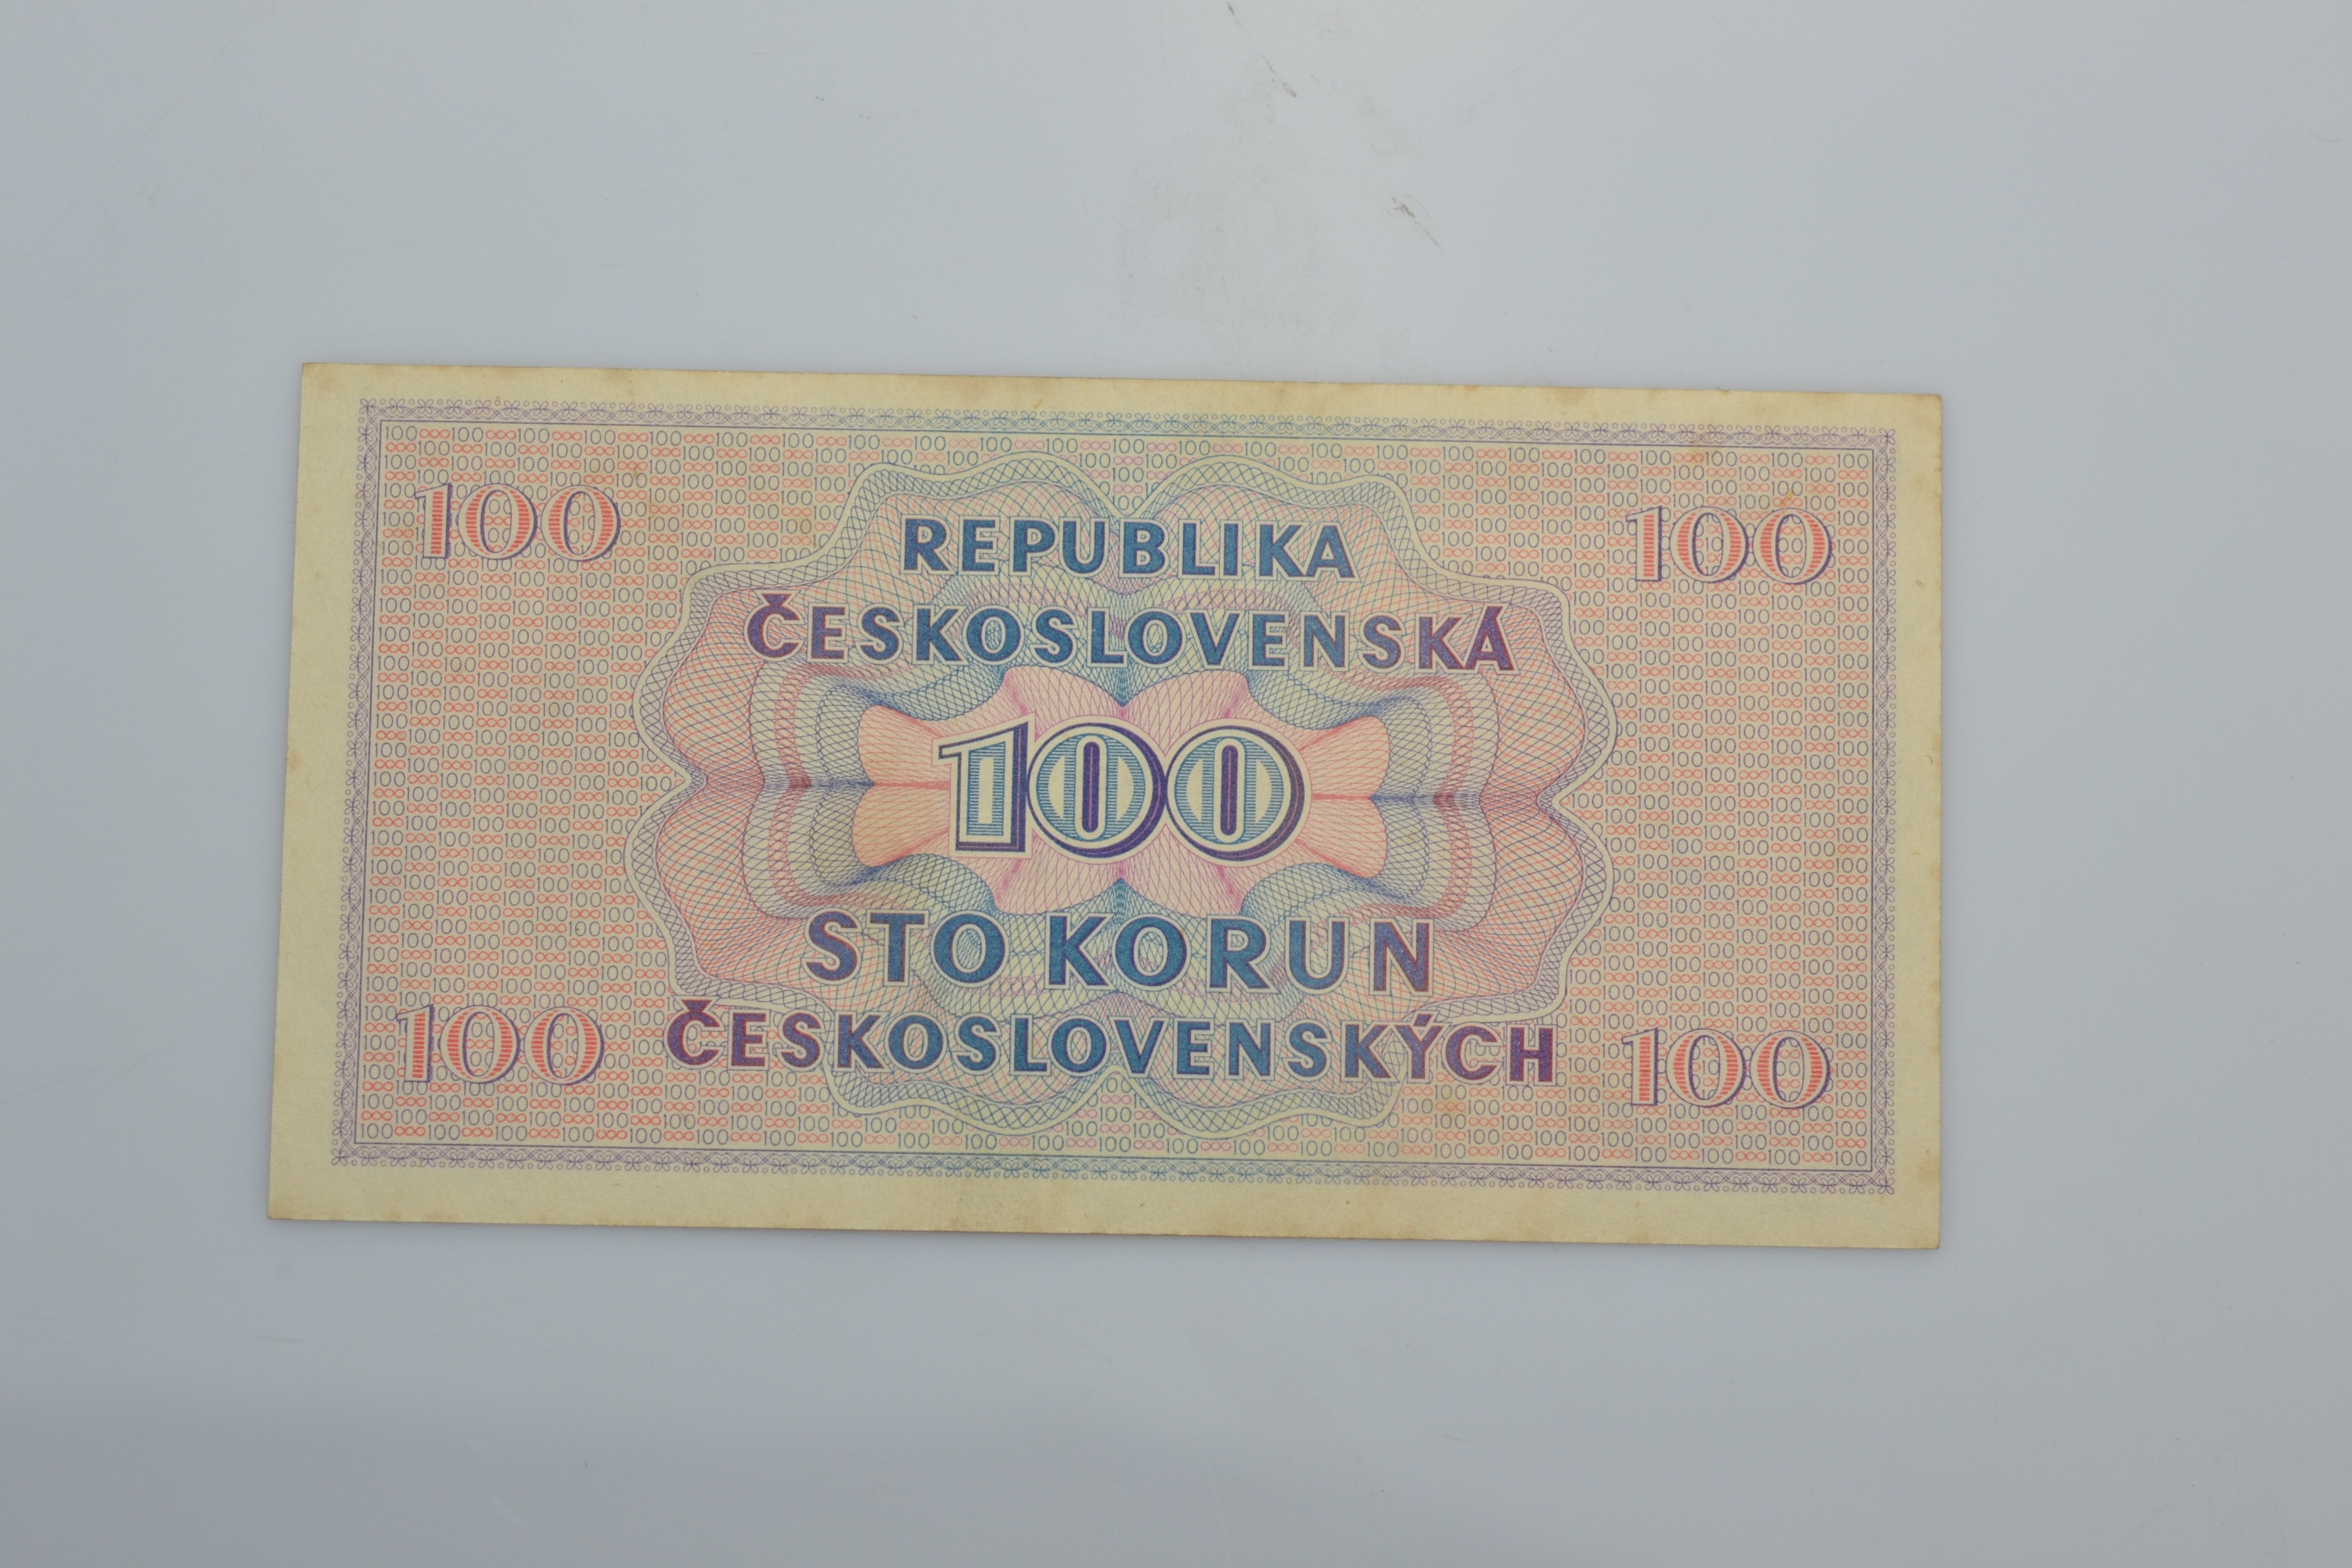 100 100
REPUBLIKA
ČESKOSLOVENSKÁ
100
STO KORUN
ČESKOSLOVENSKÝCH
100 100